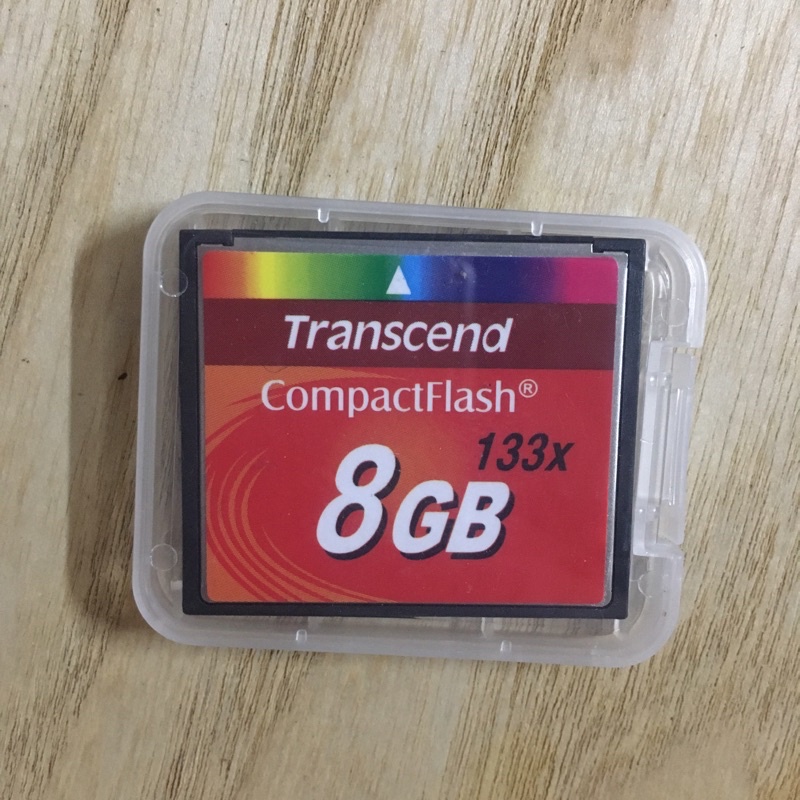 Transcend
CompactFlash®
133x
8GB